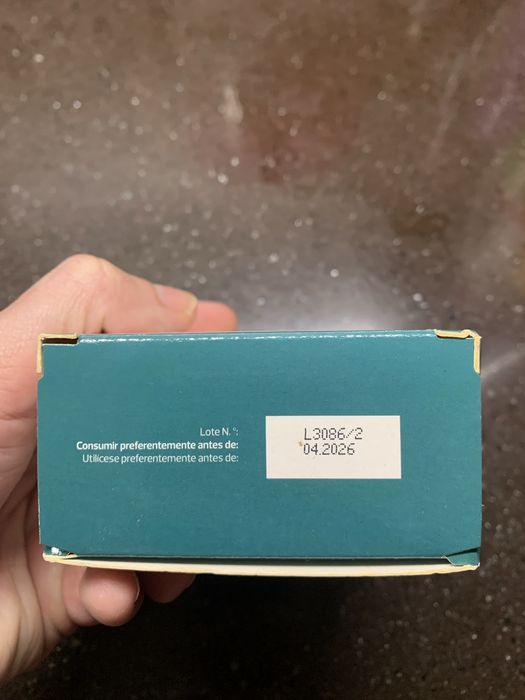 Lote N. °:
Consumir preferentemente antes de:
Utilícese preferentemente antes de:
L3086/2
04.2026